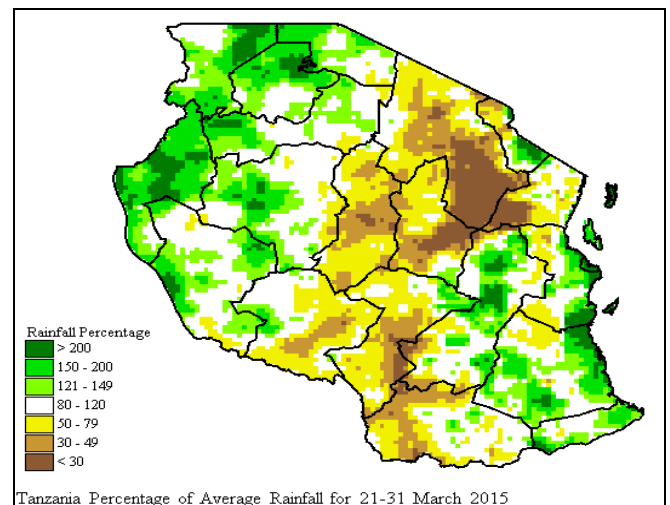 Rainfall Percentage
> 200
150 - 200
121 - 149
80 - 120
50 - 79
30 - 49
< 30
Tanzania Percentage of Average Rainfall for 21-31 March 2015